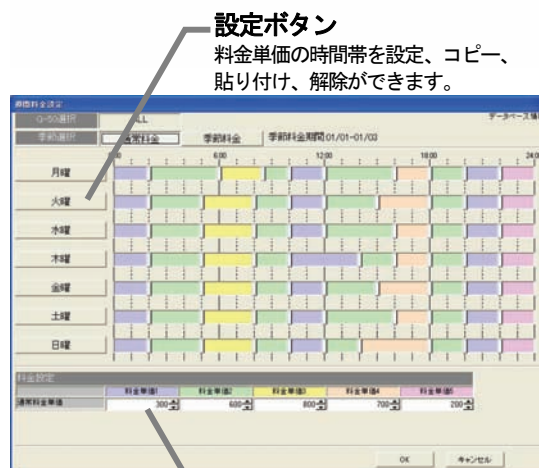 設定ボタン
料金単価の時間帯を設定、コピー、
貼り付け、解除ができます。
季節選択 通常料金 季節料金 季節料金期間 01/01-01/03
6:00 12:00 18:00
月曜
火曜
水曜
木曜
金曜
土曜
日曜
料金設定
料金単価1 料金単価2 料金単価3 料金単価4 料金単価5
通常料金単価 300 600 800 700 200
OK キャンセル